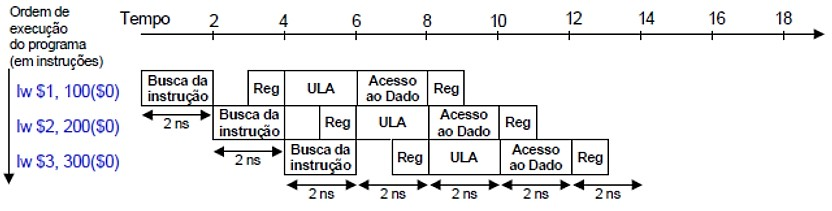 Ordem de
execução
do programa
(em instruções)
Tempo 2 4 6 8 10 12 14 16 18
lw $1, 100($0) Busca da instrução Reg ULA Acesso ao Dado Reg
2 ns
lw $2, 200($0) Busca da instrução Reg ULA Acesso ao Dado Reg
2 ns
lw $3, 300($0) Busca da instrução Reg ULA Acesso ao Dado Reg
2 ns 2 ns 2 ns 2 ns 2 ns